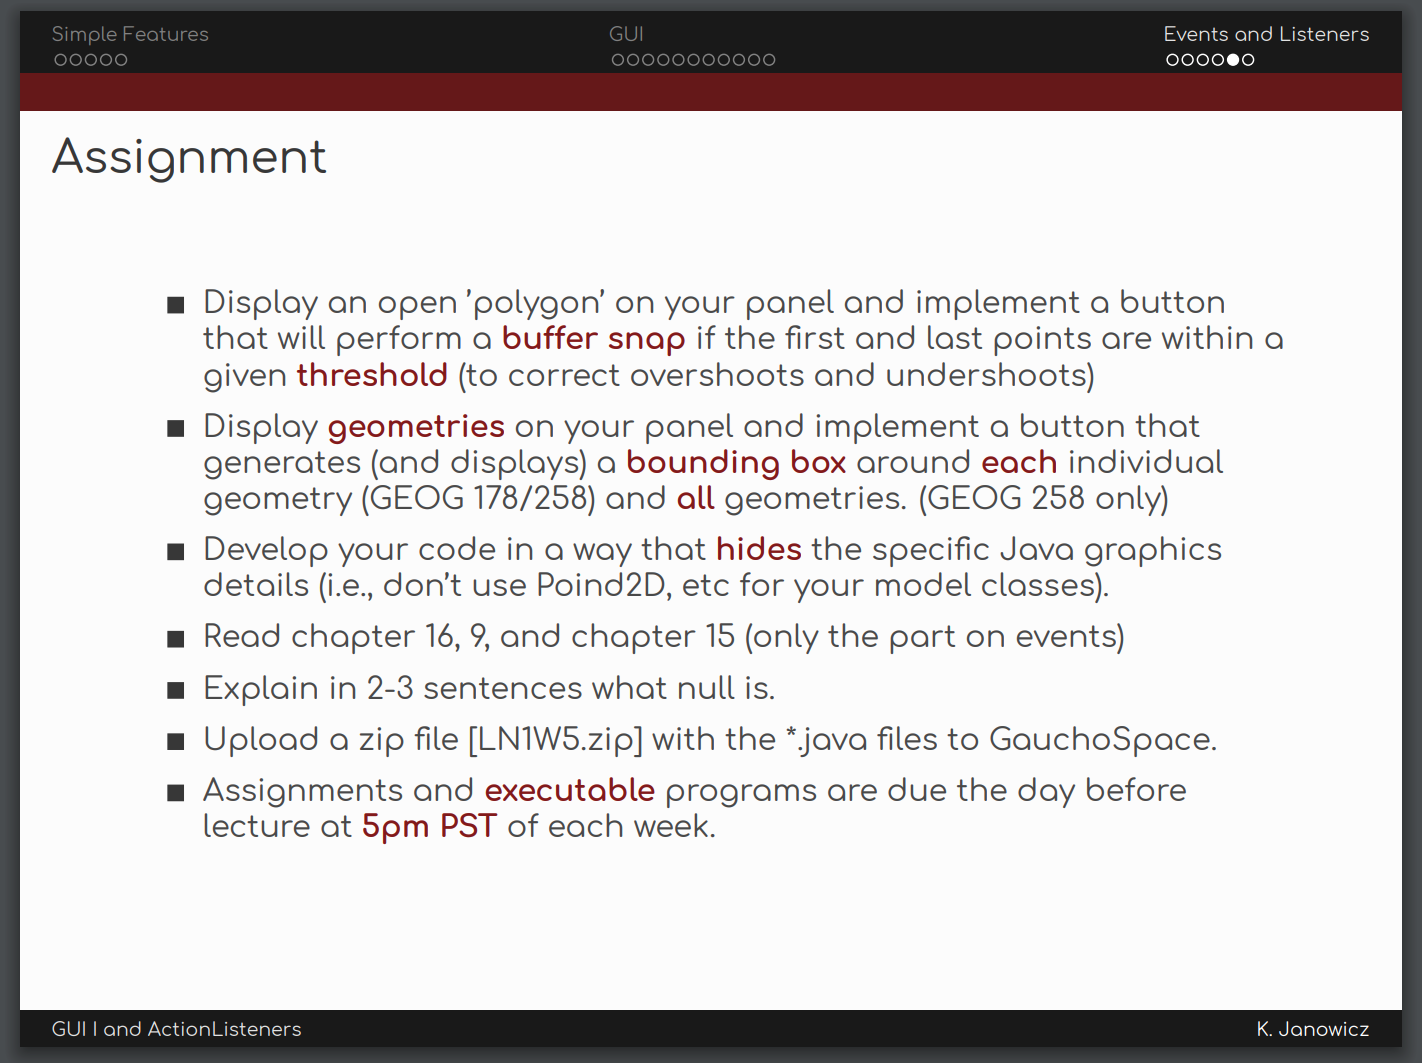 Simple Features
GUI
Events and Listeners
Assignment
Display an open 'polygon' on your panel and implement a button
that will perform a buffer snap if the first and last points are within a
given threshold (to correct overshoots and undershoots)
Display geometries on your panel and implement a button that
generates (and displays) a bounding box around each individual
geometry (GEOG 178/258) and all geometries. (GEOG 258 only)
Develop your code in a way that hides the specific Java graphics
details (i.e., don't use Poind2D, etc for your model classes).
Read chapter 16, 9, and chapter 15 (only the part on events)
Explain in 2-3 sentences what null is.
Upload a zip file [LN1W5.zip] with the *.java files to GauchoSpace.
Assignments and executable programs are due the day before
lecture at 5pm PST of each week.
GUI I and ActionListeners
K. Janowicz